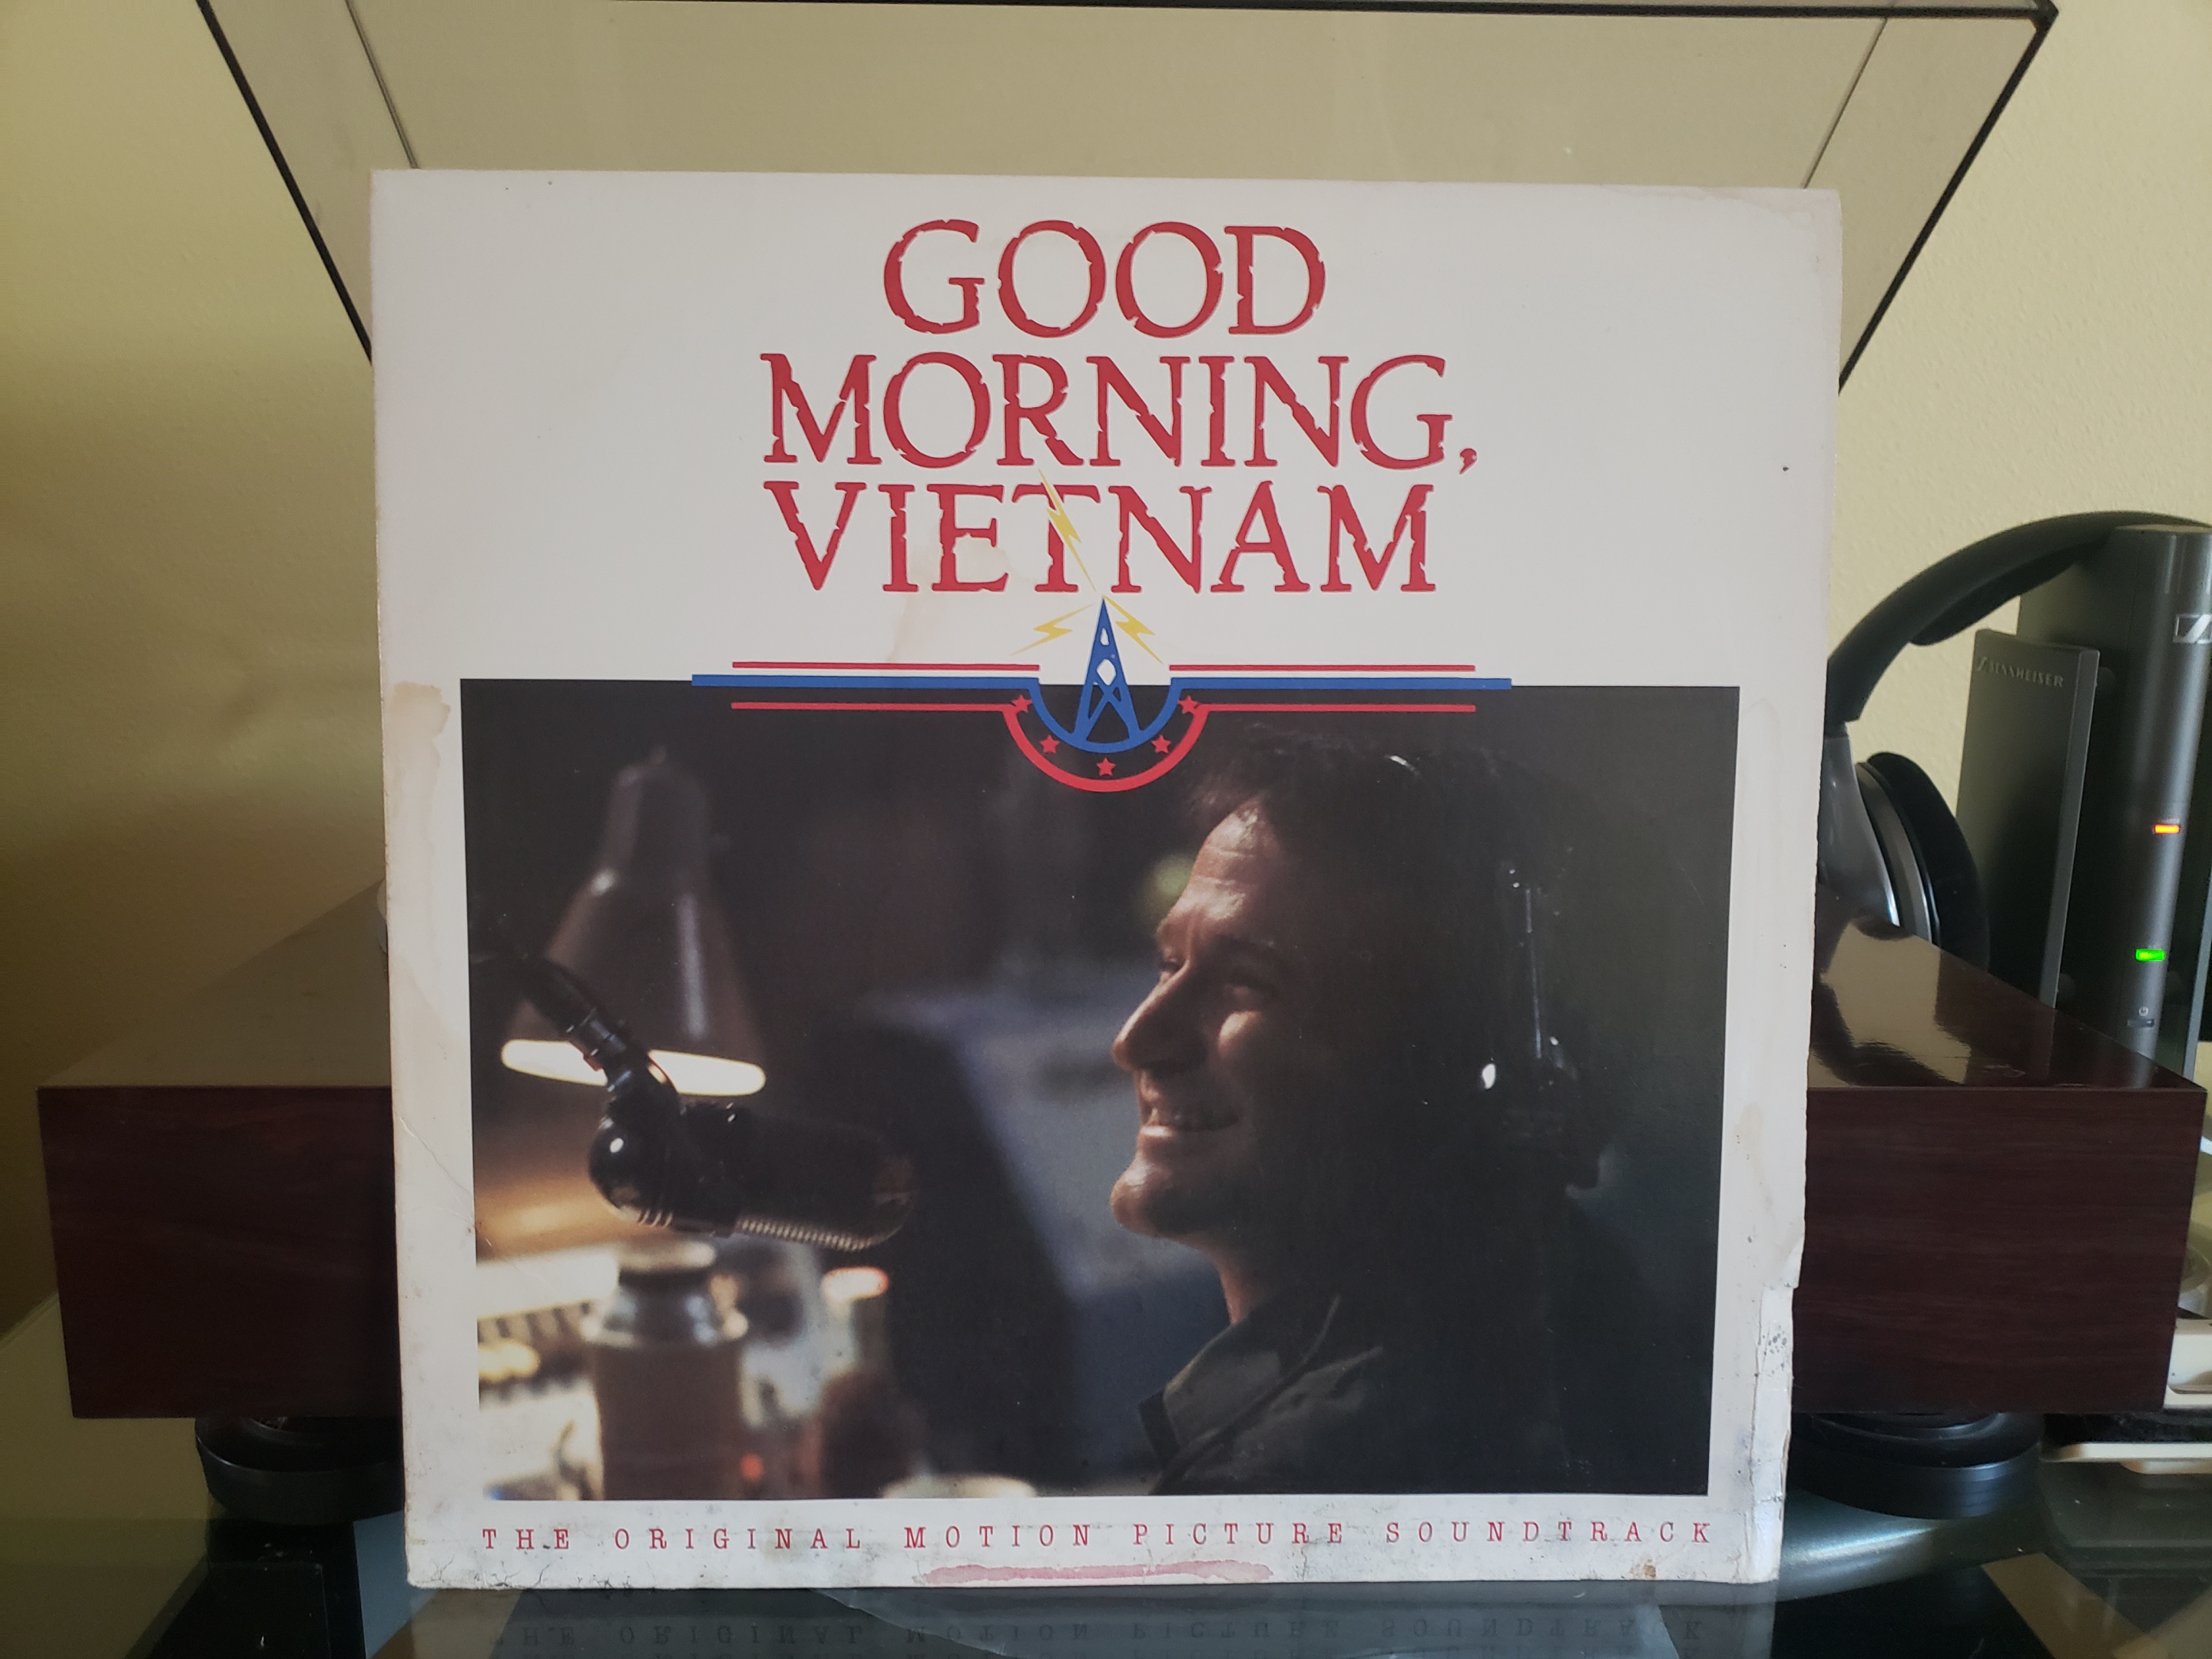 GOOD
MORNING,
VIETNAM
SENNHEISER
THE ORIGINAL MOTION PICTURE SOUNDTRACK